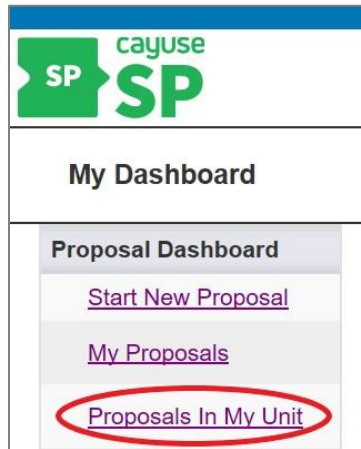 cayuse
SP SP
My Dashboard
Proposal Dashboard
Start New Proposal
My Proposals
Proposals In My Unit